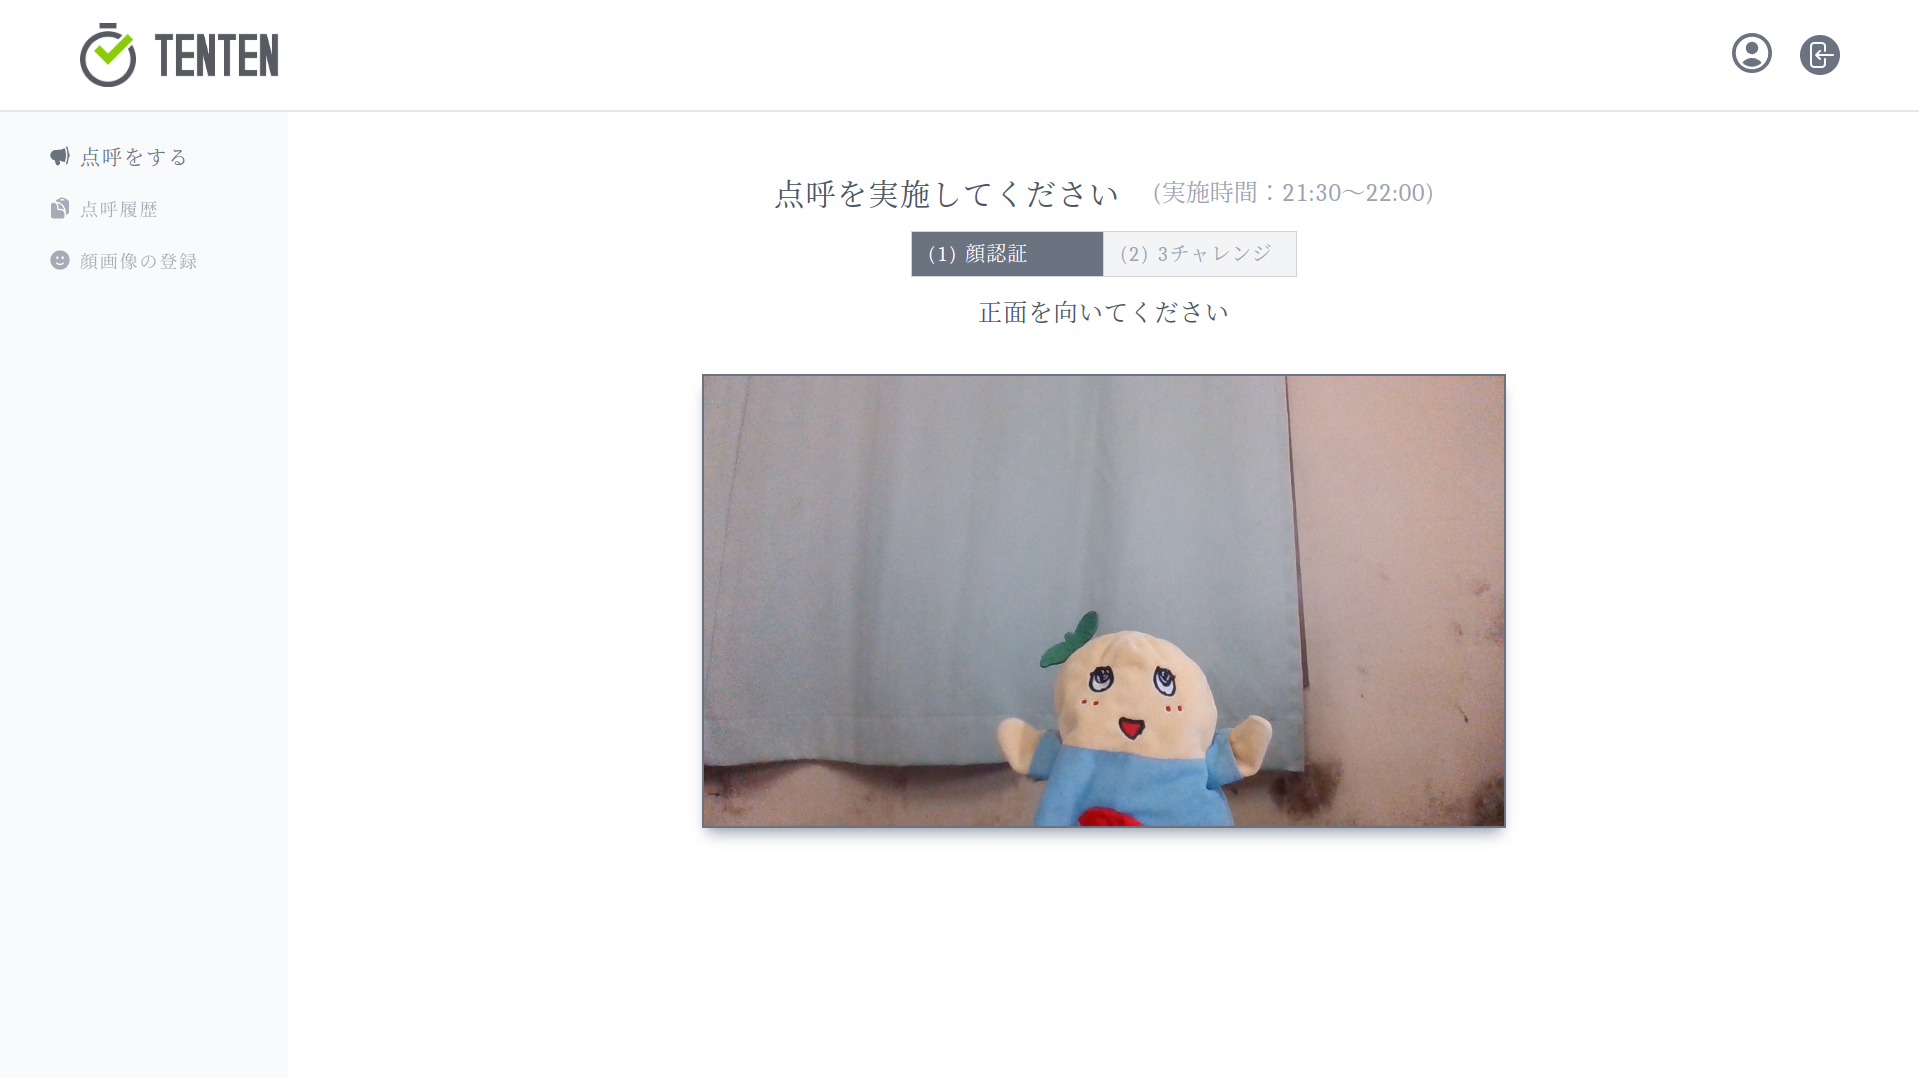 TENTEN
点呼をする
点呼履歴
顔画像の登録
点呼を実施してください (実施時間：21:30〜22:00)
(1) 顔認証 (2) 3チャレンジ
正面を向いてください